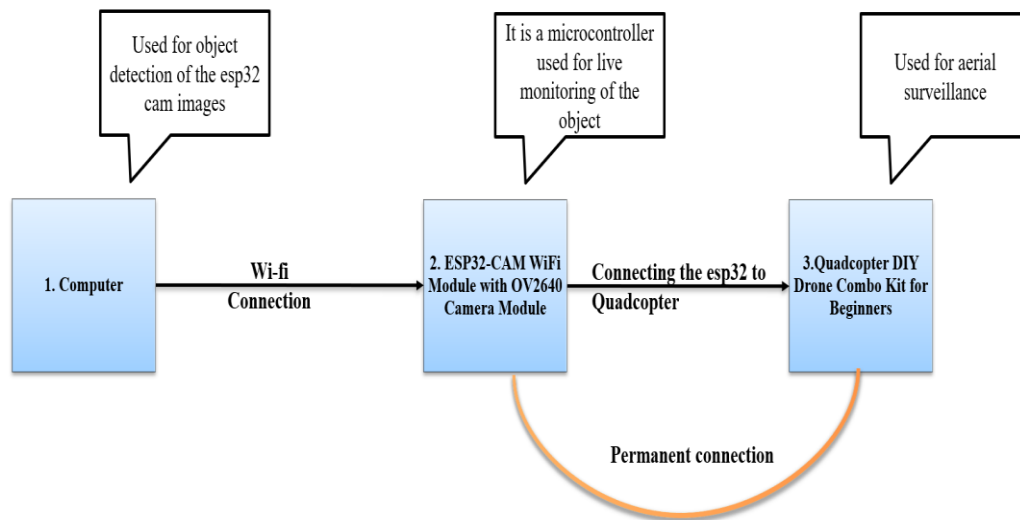 Used for object
detection of the esp32
cam images
It is a microcontroller
used for live
monitoring of the
object
Used for aerial
surveillance
1. Computer
Wi-fi
Connection
2. ESP32-CAM WiFi
Module with OV2640
Camera Module
Connecting the esp32 to
Quadcopter
3.Quadcopter DIY
Drone Combo Kit for
Beginners
Permanent connection